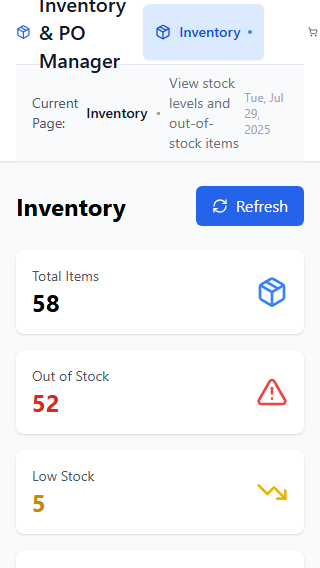 Inventory
& PO
Manager
Inventory •
Current
Page:
Inventory •
View stock
levels and
out-of-
stock items
Tue, Jul
29,
2025
Inventory
Refresh
Total Items
58
Out of Stock
52
Low Stock
5